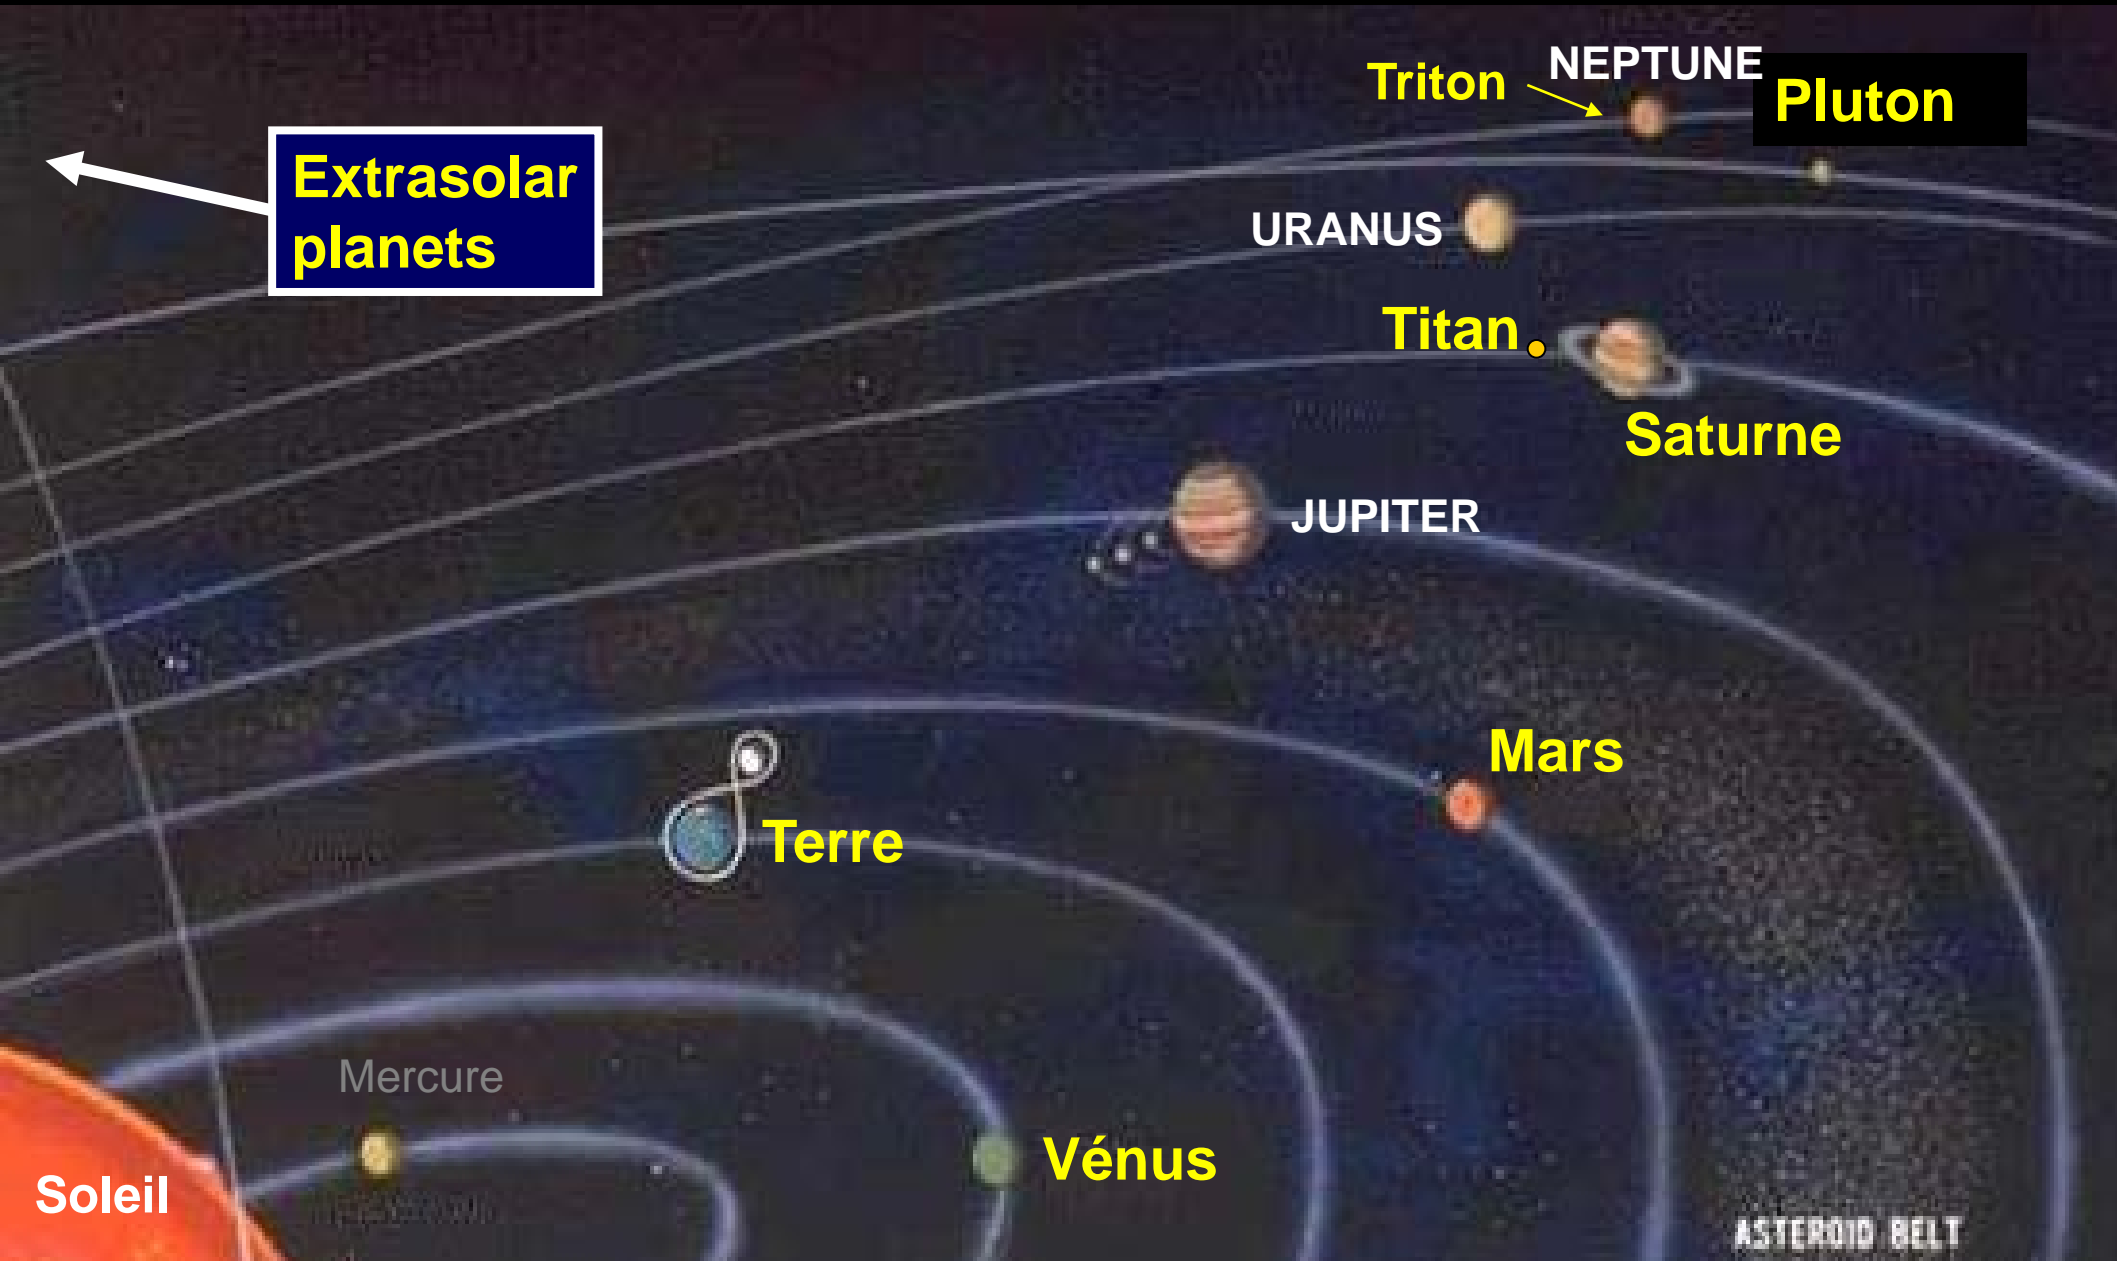 NEPTUNE
Triton
Pluton
Extrasolar
planets
URANUS
Titan
Saturne
JUPITER
Mars
Terre
Mercure
Vénus
Soleil
ASTEROID BELT